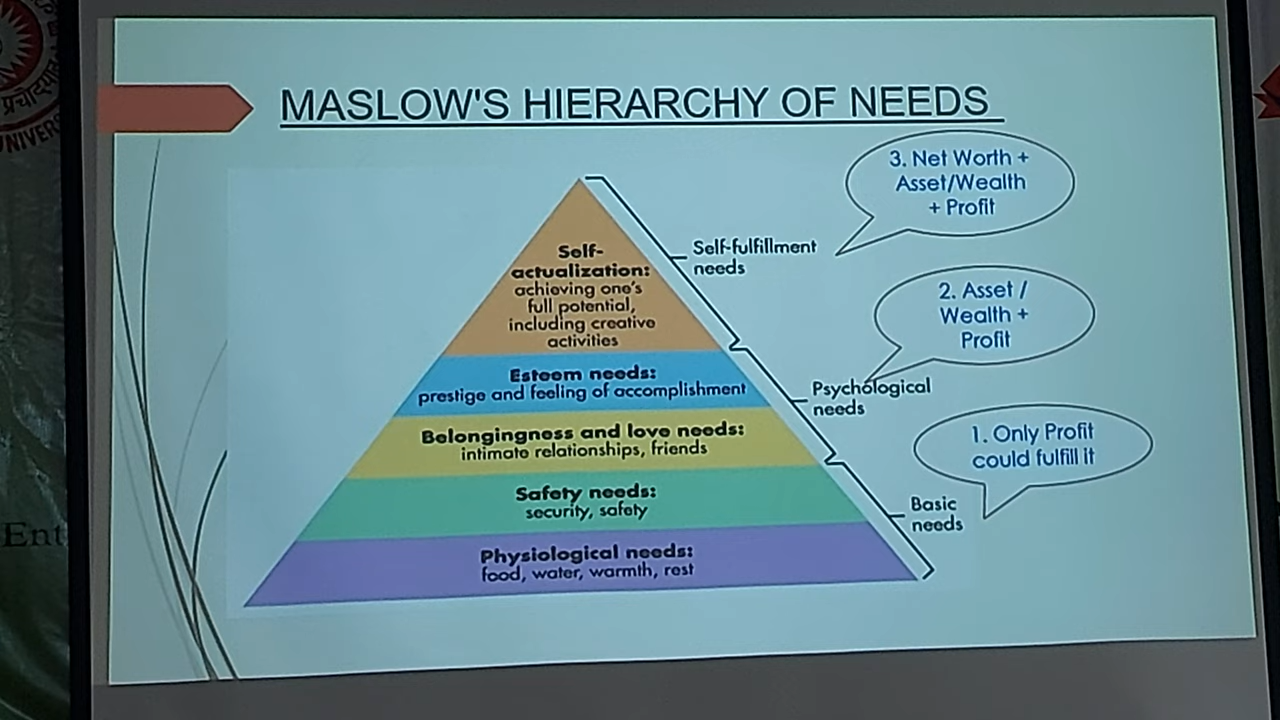 प्रचोदयात्
UNIVER
Ent
MASLOW'S HIERARCHY OF NEEDS
3. Net Worth +
Asset/Wealth
+ Profit
Self-fulfillment
needs
Self-
actualization:
achieving one's
full potential,
including creative
activities
2. Asset /
Wealth +
Profit
Psychological
needs
Esteem needs:
prestige and feeling of accomplishment
Belongingness and love needs:
intimate relationships, friends
1. Only Profit
could fulfill it
Safety needs:
security, safety
Basic
needs
Physiological needs:
food, water, warmth, rest